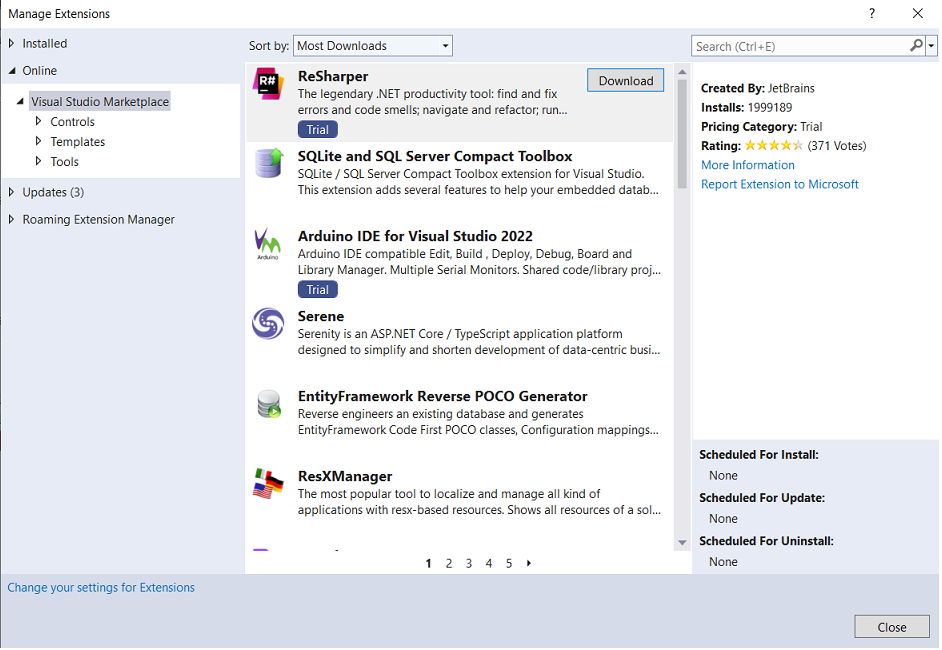 Manage Extensions
?
Installed
Online
Visual Studio Marketplace
Controls
Templates
Tools
Updates (3)
Roaming Extension Manager
Change your settings for Extensions
Sort by: Most Downloads
R#
ReSharper
Download
The legendary .NET productivity tool: find and fix
errors and code smells; navigate and refactor; run...
Trial
SQLite and SQL Server Compact Toolbox
SQLite / SQL Server Compact Toolbox extension for Visual Studio.
This extension adds several features to help your embedded datab...
Arduino
Arduino IDE for Visual Studio 2022
Arduino IDE compatible Edit, Build , Deploy, Debug, Board and
Library Manager. Multiple Serial Monitors. Shared code/library proj...
Trial
Serene
Serenity is an ASP.NET Core / TypeScript application platform
designed to simplify and shorten development of data-centric busi...
EntityFramework Reverse POCO Generator
Reverse engineers an existing database and generates
EntityFramework Code First POCO classes, Configuration mappings...
ResXManager
The most popular tool to localize and manage all kind of
applications with resx-based resources. Shows all resources of a sol...
1 2 3 4 5
Search (Ctrl+E)
Created By: JetBrains
Installs: 1999189
Pricing Category: Trial
Rating: (371 Votes)
More Information
Report Extension to Microsoft
Scheduled For Install:
None
Scheduled For Update:
None
Scheduled For Uninstall:
None
Close